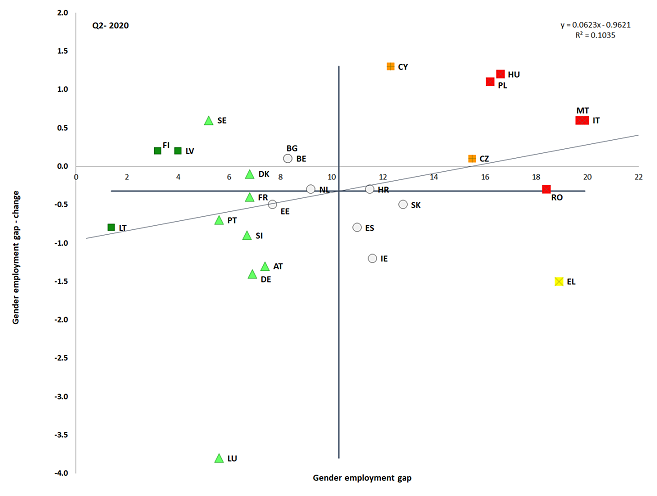 2.0
Q2- 2020
y = 0.0623x - 0.9621
R² = 0.1035
1.5
CY
HU
1.0
PL
MT
SE
IT
0.5
FI
LV
BG
BE
CZ
0.0
0 2 4 6 8 10 12 14 16 18 20 22
DK
NL
HR
FR
RO
-0.5
EE
SK
LT
PT
ES
SI
-1.0
IE
AT
DE
EL
-1.5
-2.0
-2.5
-3.0
-3.5
LU
-4.0
Gender employment gap - change
Gender employment gap